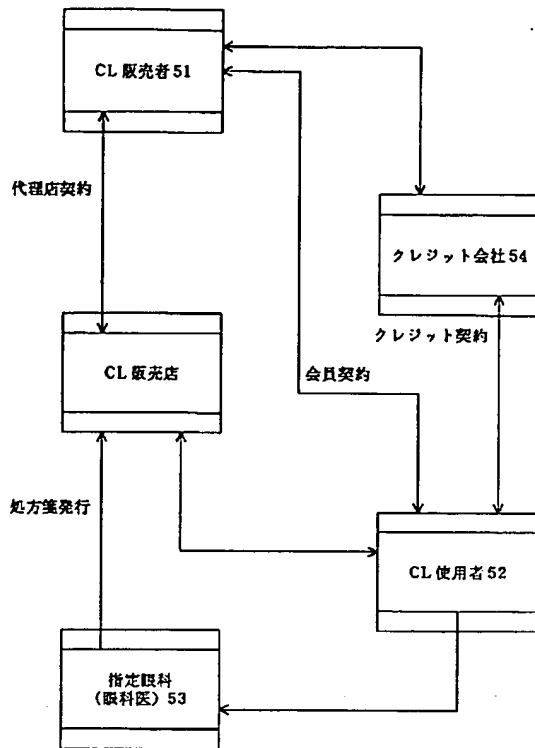 CL 販売者 51
代理店契約
クレジット会社 54
クレジット契約
CL 販売店
会員契約
処方箋発行
CL 使用者 52
指定眼科
(眼科医) 53